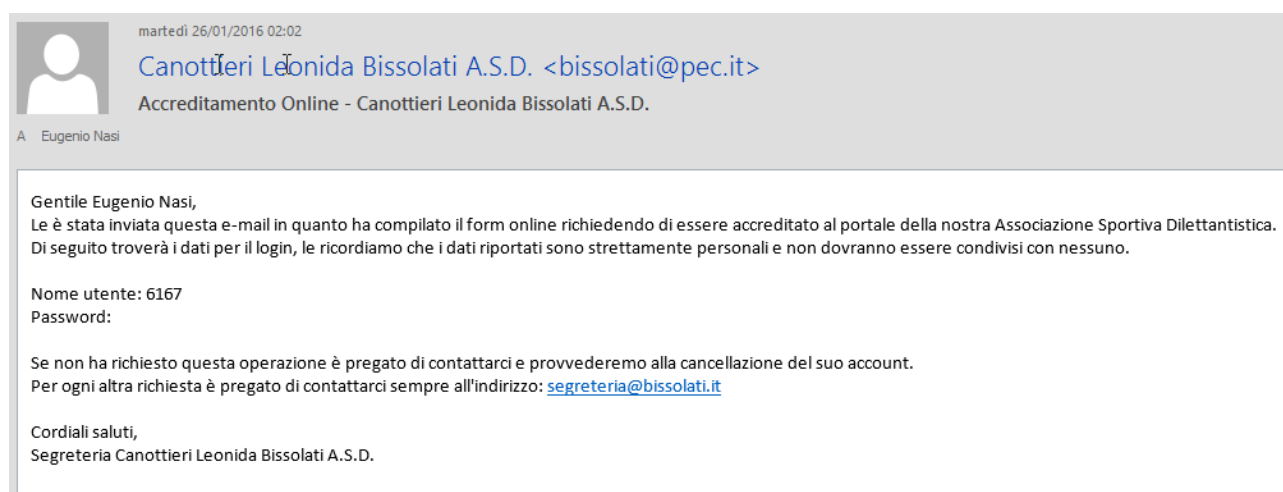 martedì 26/01/2016 02:02
Canottieri Leonida Bissolati A.S.D. <bissolati@pec.it>
Accreditamento Online - Canottieri Leonida Bissolati A.S.D.
A Eugenio Nasi
Gentile Eugenio Nasi,
Le è stata inviata questa e-mail in quanto ha compilato il form online richiedendo di essere accreditato al portale della nostra Associazione Sportiva Dilettantistica.
Di seguito troverà i dati per il login, le ricordiamo che i dati riportati sono strettamente personali e non dovranno essere condivisi con nessuno.
Nome utente: 6167
Password:
Se non ha richiesto questa operazione è pregato di contattarci e provvederemo alla cancellazione del suo account.
Per ogni altra richiesta è pregato di contattarci sempre all'indirizzo: segreteria@bissolati.it
Cordiali saluti,
Segreteria Canottieri Leonida Bissolati A.S.D.